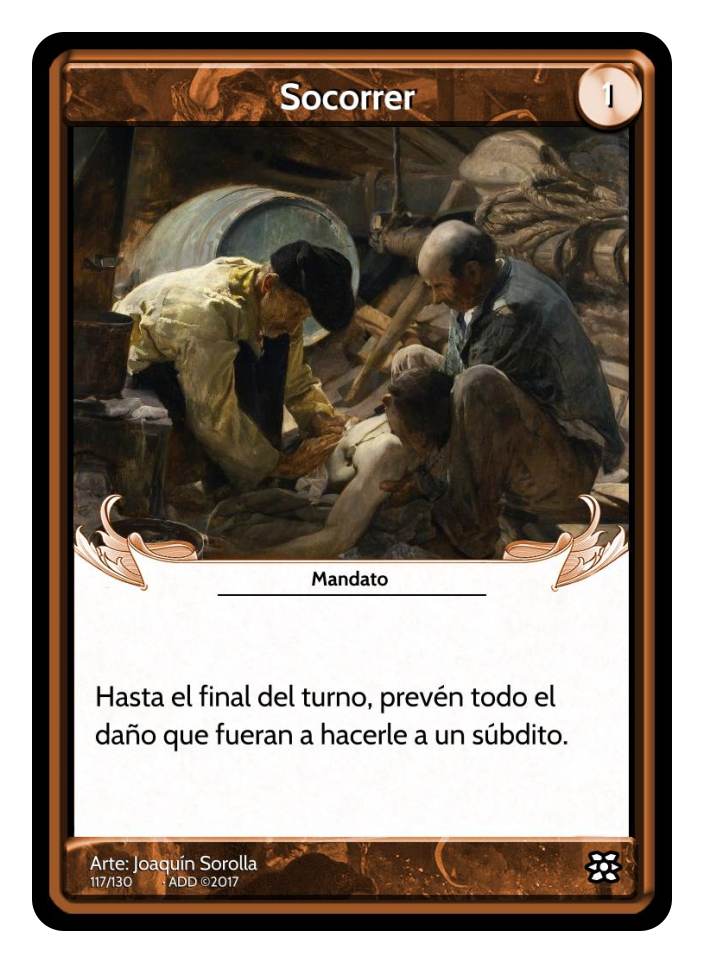 Socorrer
1
Mandato
Hasta el final del turno, prevén todo el
daño que fueran a hacerle a un súbdito.
Arte: Joaquín Sorolla
117/130 · ADD ©2017